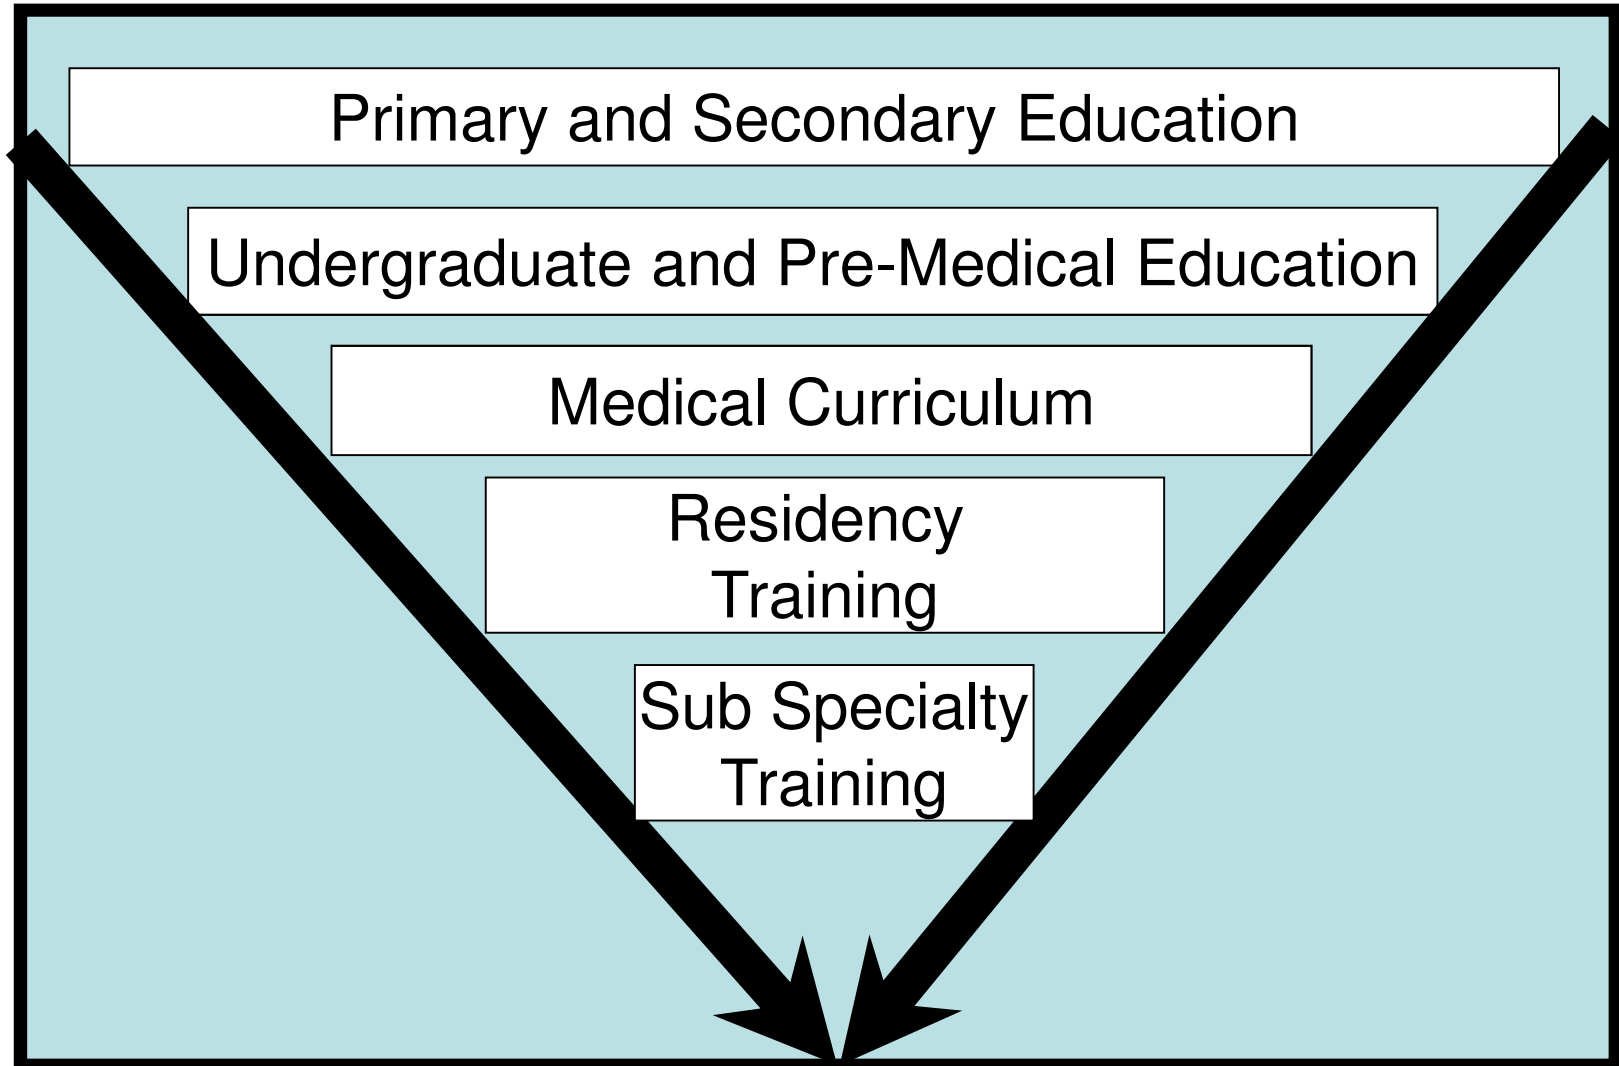 Primary and Secondary Education
Undergraduate and Pre-Medical Education
Medical Curriculum
Residency
Training
Sub Specialty
Training